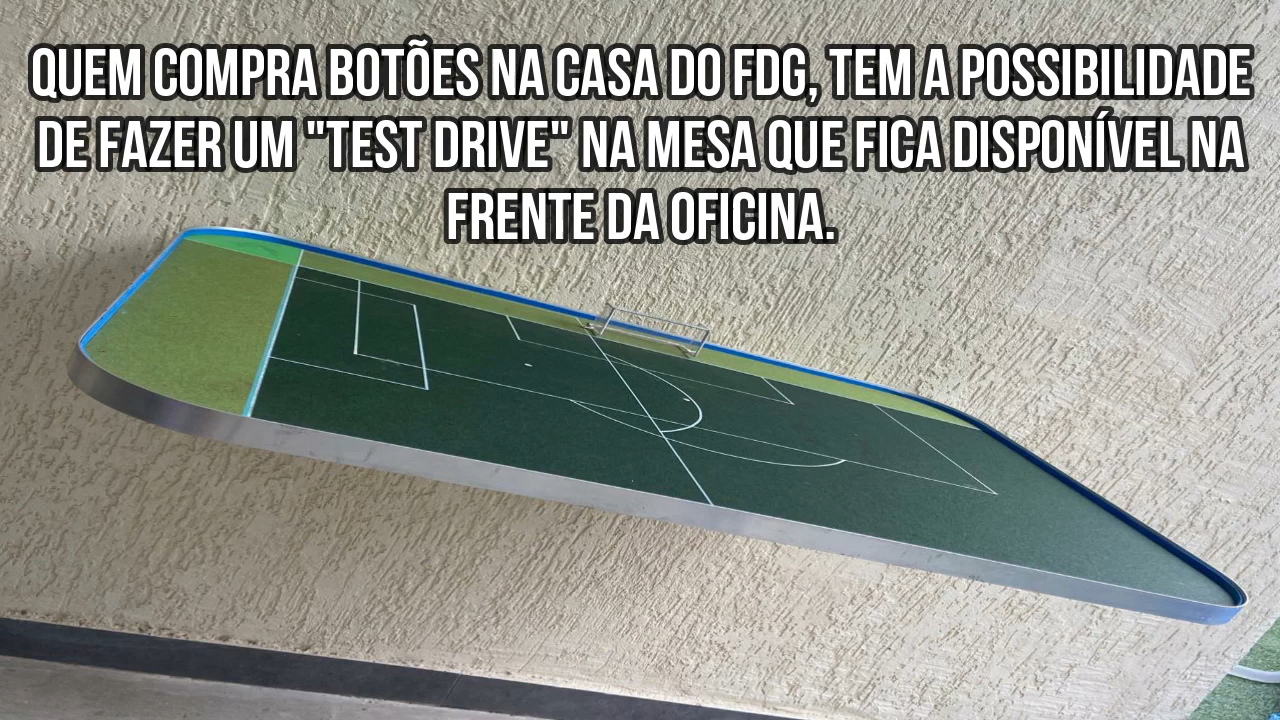 QUEM COMPRA BOTÕES NA CASA DO FDG, TEM A POSSIBILIDADE
DE FAZER UM "TEST DRIVE" NA MESA QUE FICA DISPONÍVEL NA
FRENTE DA OFICINA.